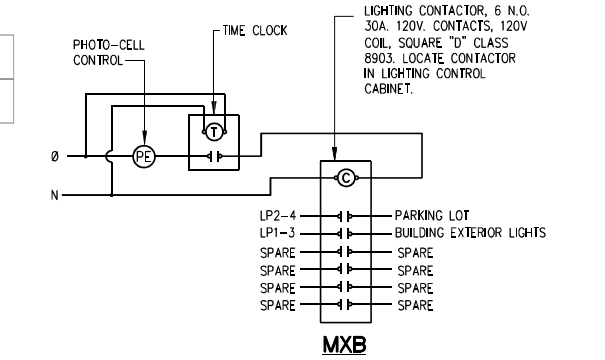 LIGHTING CONTACTOR, 6 N.O.
30A. 120V. CONTACTS, 120V
COIL, SQUARE "D" CLASS
8903. LOCATE CONTACTOR
IN LIGHTING CONTROL
CABINET.
TIME CLOCK
PHOTO-CELL
CONTROL
T
Ø
PE
C
N
LP2-4 PARKING LOT
LP1-3 BUILDING EXTERIOR LIGHTS
SPARE SPARE
SPARE SPARE
SPARE SPARE
SPARE SPARE
MXB